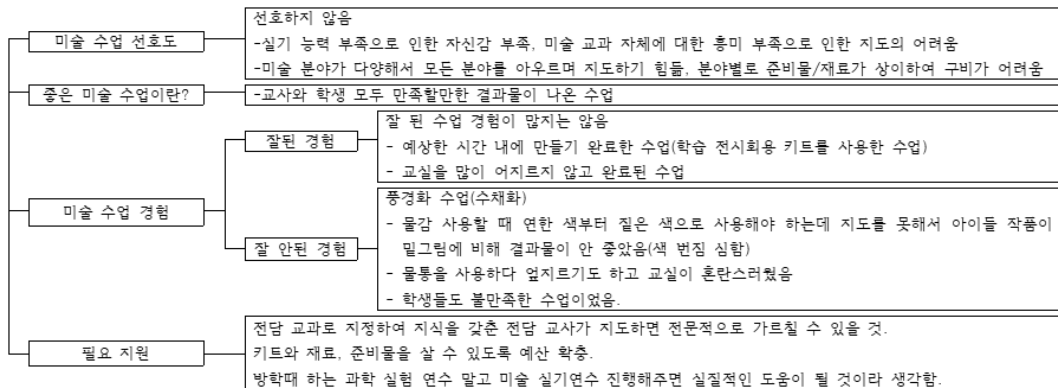 미술 수업 선호도
선호하지 않음
-실기 능력 부족으로 인한 자신감 부족, 미술 교과 자체에 대한 흥미 부족으로 인한 지도의 어려움
-미술 분야가 다양해서 모든 분야를 아우르며 지도하기 힘듦, 분야별로 준비물/재료가 상이하여 구비가 어려움
좋은 미술 수업이란?
-교사와 학생 모두 만족할만한 결과물이 나온 수업
미술 수업 경험
잘된 경험
잘 된 수업 경험이 많지는 않음
- 예상한 시간 내에 만들기 완료한 수업(학습 전시회용 키트를 사용한 수업)
- 교실을 많이 어지르지 않고 완료된 수업
잘 안된 경험
풍경화 수업(수채화)
- 물감 사용할 때 연한 색부터 짙은 색으로 사용해야 하는데 지도를 못해서 아이들 작품이
밑그림에 비해 결과물이 안 좋았음(색 번짐 심함)
- 물통을 사용하다 엎지르기도 하고 교실이 혼란스러웠음
- 학생들도 불만족한 수업이었음.
필요 지원
전담 교과로 지정하여 지식을 갖춘 전담 교사가 지도하면 전문적으로 가르칠 수 있을 것.
키트와 재료, 준비물을 살 수 있도록 예산 확충.
방학때 하는 과학 실험 연수 말고 미술 실기연수 진행해주면 실질적인 도움이 될 것이라 생각함.